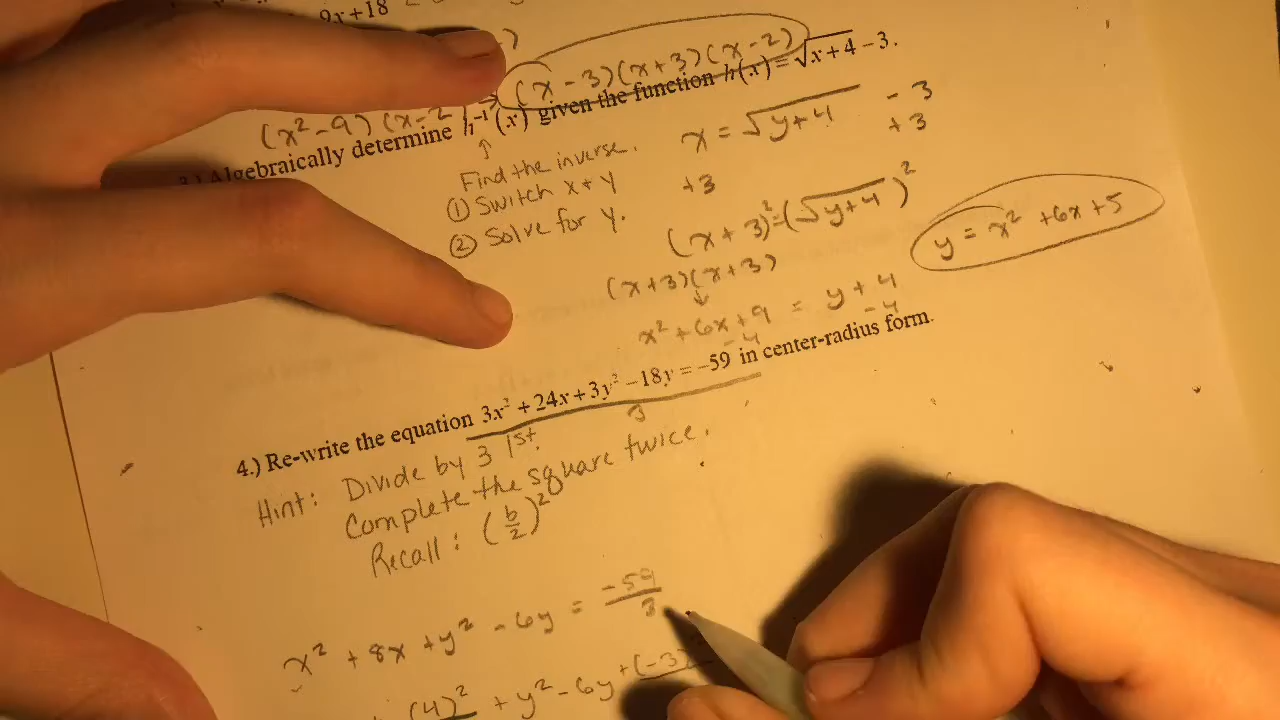 9x+18
(x-3)(x+3)(x-2)
(x²-9)(x-2
3.) Algebraically determine h⁻¹(x) given the function h(x) = √x+4 - 3.
↑
Find the inverse.
① Switch x + y
② Solve for y.
x = √y+4 - 3
+3 +3
(x+3)² = (√y+4)²
(x+3)(x+3)
↓
x² + 6x + 9 = y + 4
-4 -4
y = x² + 6x + 5
4.) Re-write the equation 3x² + 24x + 3y² - 18y = -59 in center-radius form.
3
Hint: Divide by 3 1st.
Complete the square twice.
Recall: (b/2)²
x² + 8x + y² - 6y = -59/3
(4)² + y² - 6y + (-3)